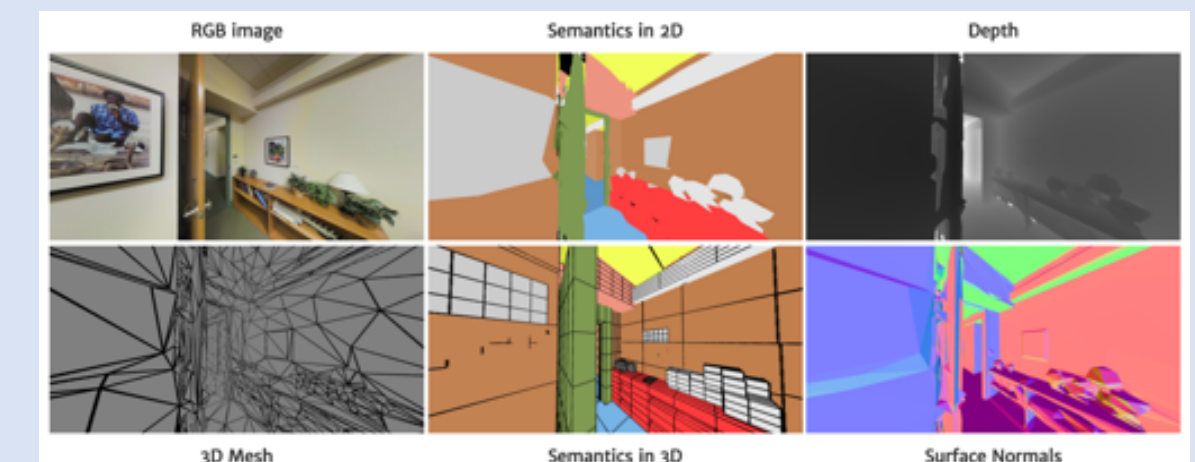 RGB image
Semantics in 2D
Depth
3D Mesh
Semantics in 3D
Surface Normals